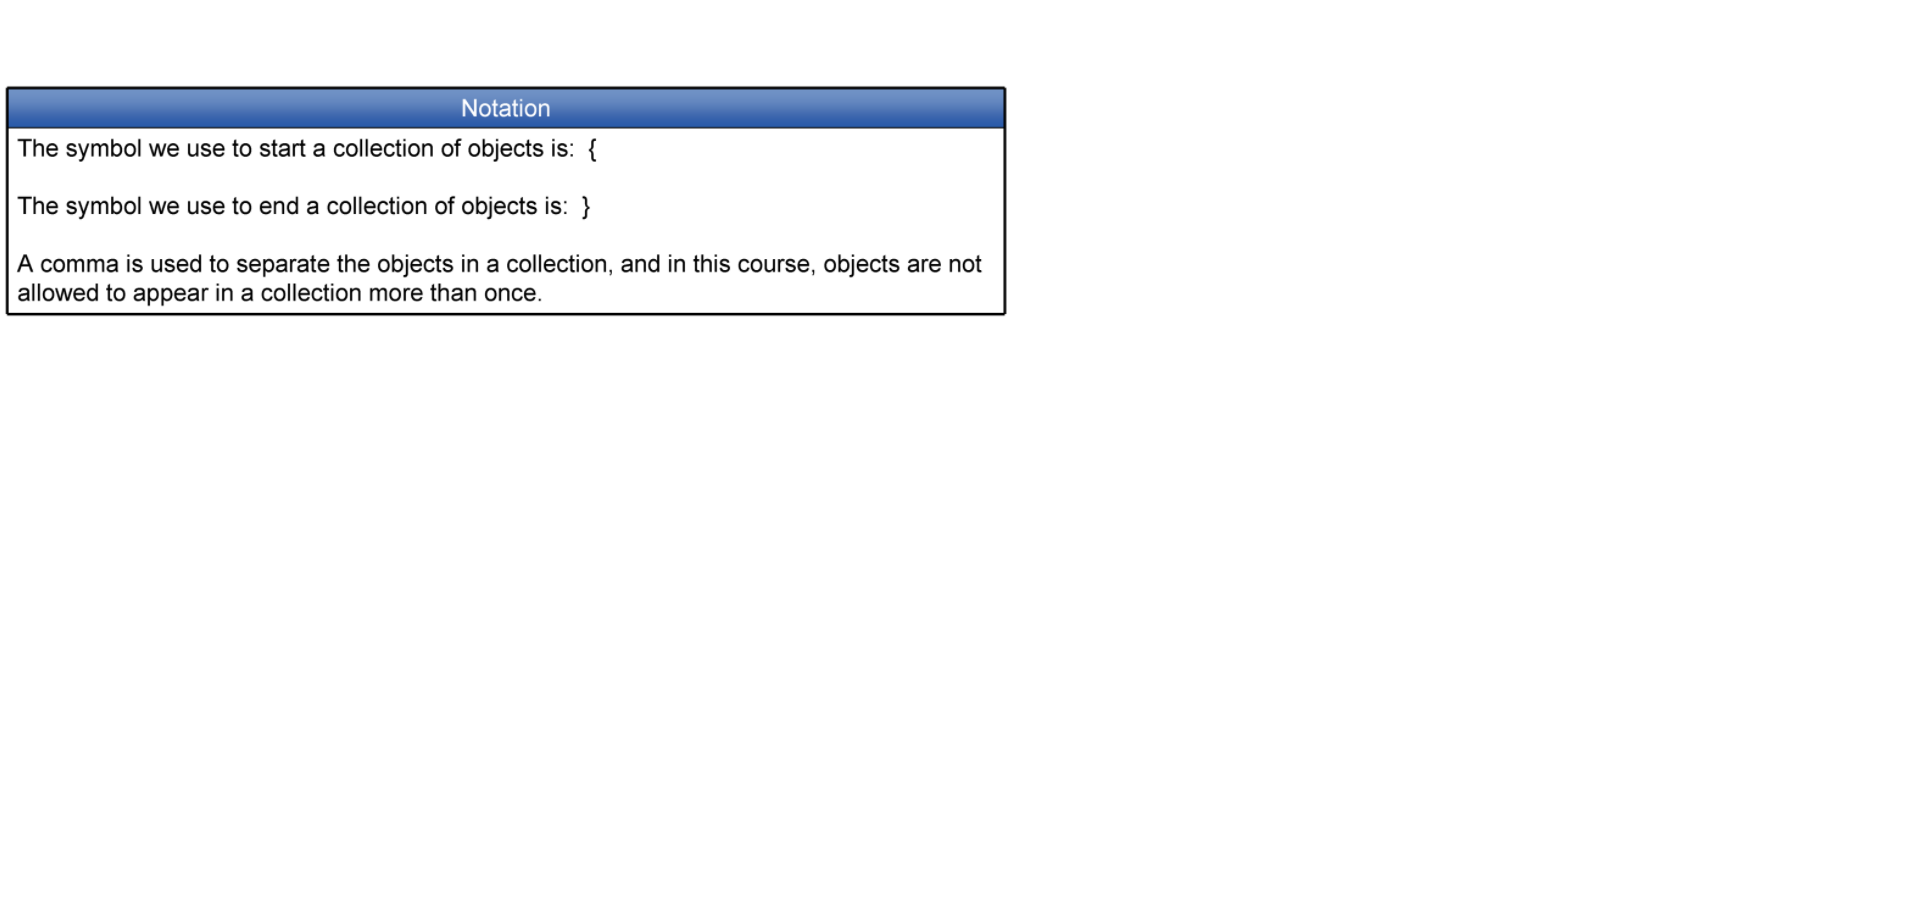 Notation
The symbol we use to start a collection of objects is:  {
The symbol we use to end a collection of objects is:  }
A comma is used to separate the objects in a collection, and in this course, objects are not
allowed to appear in a collection more than once.